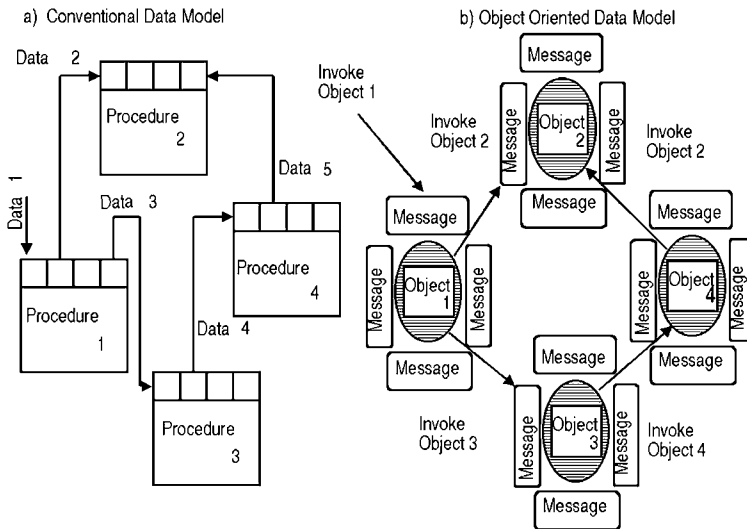 a) Conventional Data Model
Data 2
Procedure
2
Data 1
Data 3
Data 5
Procedure
1
Procedure
4
Data 4
Procedure
3
b) Object Oriented Data Model
Invoke
Object 1
Message
Invoke
Object 2
Message
Object
2
Message
Invoke
Object 2
Message
Message
Message
Object
1
Message
Message
Message
Message
Object
4
Message
Message
Invoke
Object 3
Message
Message
Object
3
Message
Invoke
Object 4
Message